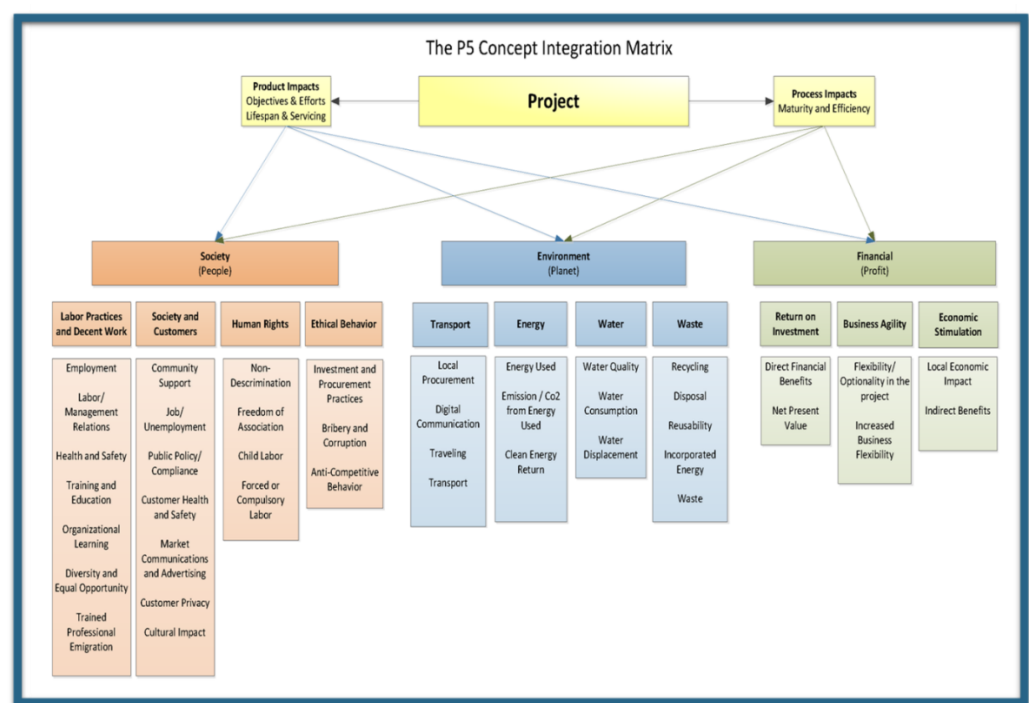 The P5 Concept Integration Matrix
Product Impacts
Objectives & Efforts
Lifespan & Servicing
Project
Process Impacts
Maturity and Efficiency
Society
(People)
Environment
(Planet)
Financial
(Profit)
Labor Practices
and Decent Work
Society and
Customers
Human Rights
Ethical Behavior
Transport
Energy
Water
Waste
Return on
Investment
Business Agility
Economic
Stimulation
Employment
Labor/
Management
Relations
Health and Safety
Training and
Education
Organizational
Learning
Diversity and
Equal Opportunity
Trained
Professional
Emigration
Community
Support
Job/
Unemployment
Public Policy/
Compliance
Customer Health
and Safety
Market
Communications
and Advertising
Customer Privacy
Cultural Impact
Non-
Descrimination
Freedom of
Association
Child Labor
Forced or
Compulsory
Labor
Investment and
Procurement
Practices
Bribery and
Corruption
Anti-Competitive
Behavior
Local
Procurement
Digital
Communication
Traveling
Transport
Energy Used
Emission / Co2
from Energy
Used
Clean Energy
Return
Water Quality
Water
Consumption
Water
Displacement
Recycling
Disposal
Reusability
Incorporated
Energy
Waste
Direct Financial
Benefits
Net Present
Value
Flexibility/
Optionality in the
project
Increased
Business
Flexibility
Local Economic
Impact
Indirect Benefits